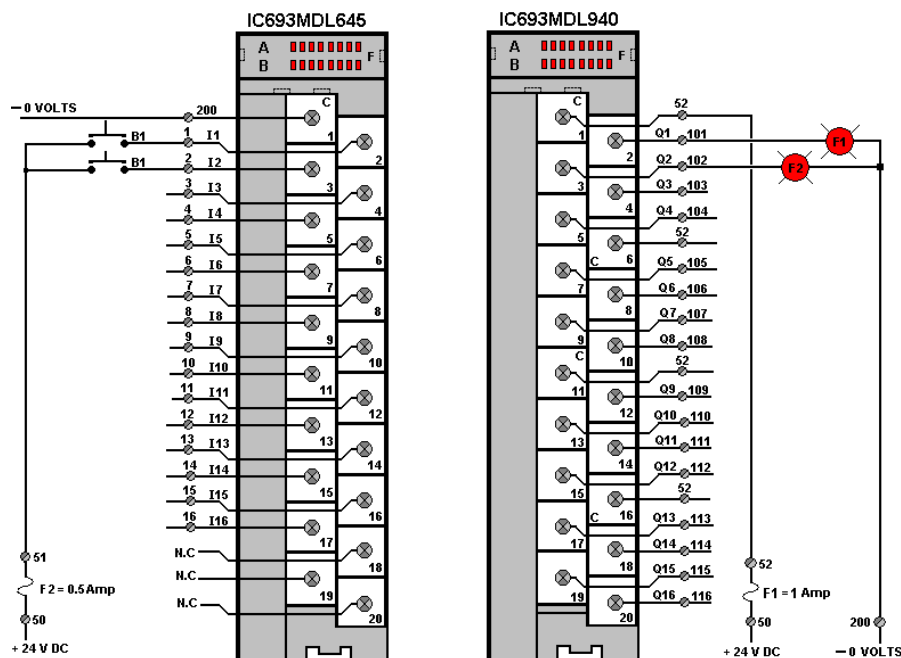 IC693MDL645
A
B
F
C
— 0 VOLTS
200
1
1 I1
B1
2
2 I2
B1
3
3 I3
4
4 I4
5
5 I5
6
6 I6
7
7 I7
8
8 I8
9
9 I9
10
10 I10
11
11 I11
12
12 I12
13
13 I13
14
14 I14
15
15 I15
16
16 I16
17
N.C
18
N.C
19
N.C
20
51
F2 = 0.5 Amp
50
+ 24 V DC
IC693MDL940
A
B
F
C
52
1
Q1 101
F1
2
Q2 102
F2
3
Q3 103
4
Q4 104
5
52
6
C
Q5 105
7
Q6 106
8
Q7 107
9
Q8 108
10
C
52
11
Q9 109
12
Q10 110
13
Q11 111
14
Q12 112
15
52
16
C
Q13 113
17
Q14 114
18
Q15 115
19
Q16 116
20
52
F1 = 1 Amp
50
+ 24 V DC
200
— 0 VOLTS